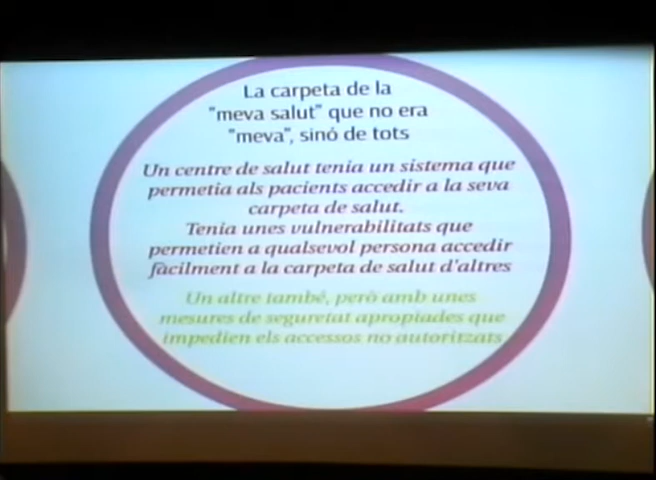 La carpeta de la
"meva salut" que no era
"meva", sinó de tots
Un centre de salut tenia un sistema que
permetia als pacients accedir a la seva
carpeta de salut.
Tenia unes vulnerabilitats que
permetien a qualsevol persona accedir
fàcilment a la carpeta de salut d'altres
Un altre també, però amb unes
mesures de seguretat apropiades que
impedien els accessos no autoritzats